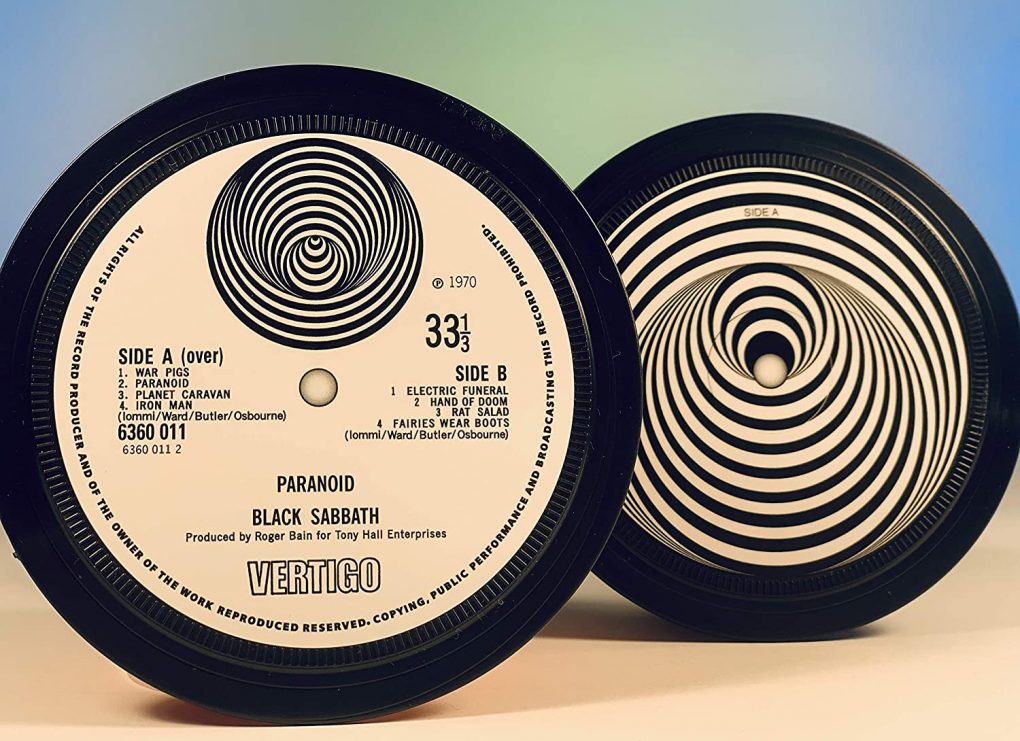 ALL RIGHTS OF THE RECORD PRODUCER AND OF THE OWNER OF THE WORK REPRODUCED RESERVED. COPYING, PUBLIC PERFORMANCE AND BROADCASTING THIS RECORD PROHIBITED.
℗ 1970
33 1/3
SIDE A (over)
1. WAR PIGS
2. PARANOID
3. PLANET CARAVAN
4. IRON MAN
(Iommi/Ward/Butler/Osbourne)
6360 011
6360 011 2
SIDE B
1 ELECTRIC FUNERAL
2 HAND OF DOOM
3 RAT SALAD
4 FAIRIES WEAR BOOTS
(Iommi/Ward/Butler/Osbourne)
PARANOID
BLACK SABBATH
Produced by Roger Bain for Tony Hall Enterprises
VERTIGO
SIDE A